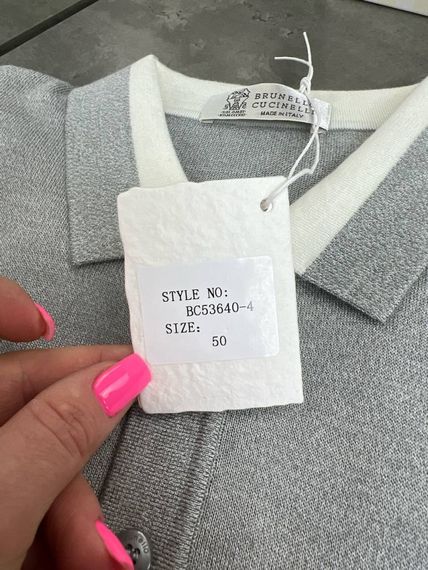 BRUNELLO
CUCINELLI
MADE IN ITALY
STYLE NO:
BC53640-4
SIZE:
50